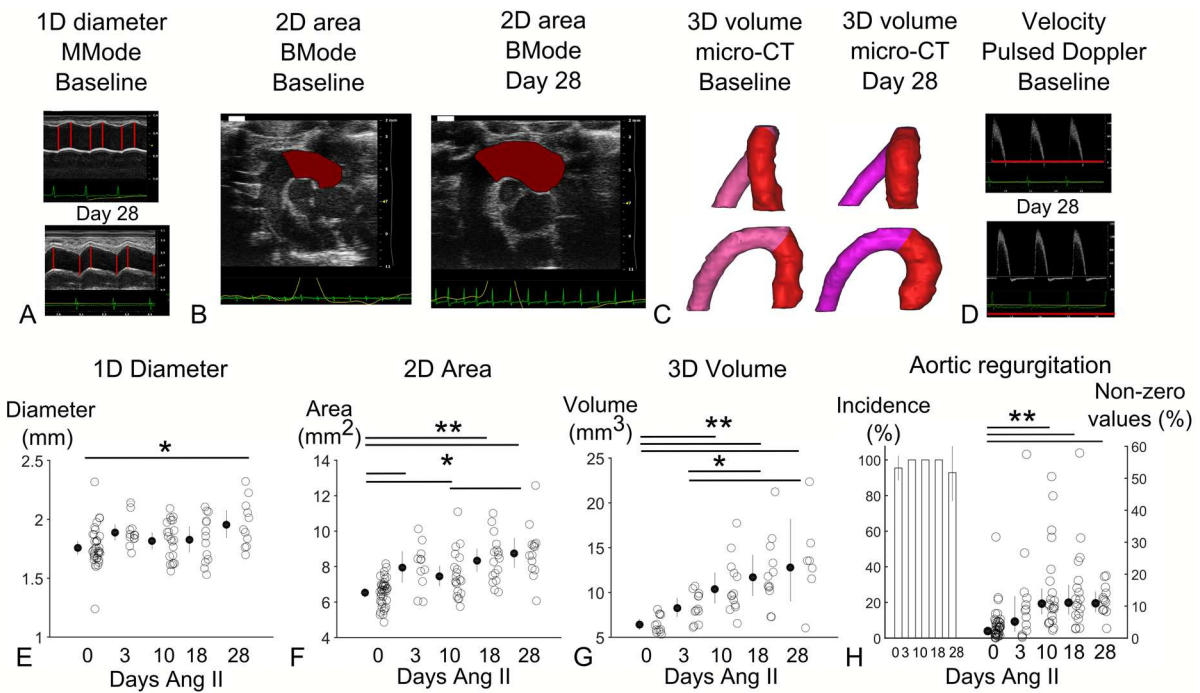 1D diameter
MMode
Baseline
2D area
BMode
Baseline
2D area
BMode
Day 28
3D volume
micro-CT
Baseline
3D volume
micro-CT
Day 28
Velocity
Pulsed Doppler
Baseline
Day 28
Day 28
2 mm
11
2 mm
11
A
B
C
D
1D Diameter
Diameter
(mm)
*
2.5
2
1.5
1
0 3 10 18 28
Days Ang II
E
2D Area
Area
(mm2)
**
*
14
12
10
8
6
4
0 3 10 18 28
Days Ang II
F
3D Volume
Volume
(mm3)
**
*
25
20
15
10
5
0 3 10 18 28
Days Ang II
G
Aortic regurgitation
Incidence
(%)
Non-zero
values (%)
**
100
80
60
40
20
0
60
50
40
30
20
10
0
0 3 10 18 28
0 3 10 18 28
Days Ang II
H